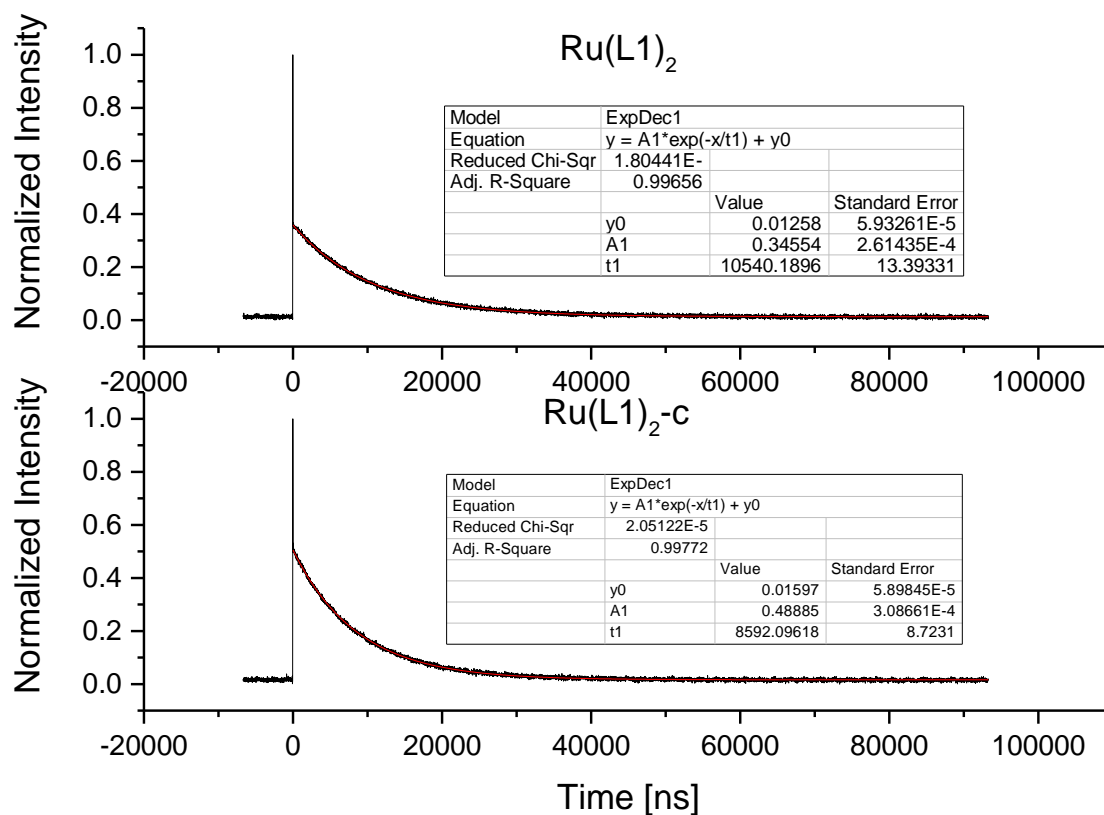 Ru(L1)2
Normalized Intensity
1.0
0.8
0.6
0.4
0.2
0.0
Model ExpDec1
Equation y = A1*exp(-x/t1) + y0
Reduced Chi-Sqr 1.80441E-
Adj. R-Square 0.99656
Value Standard Error
y0 0.01258 5.93261E-5
A1 0.34554 2.61435E-4
t1 10540.1896 13.39331
-20000 0 20000 40000 60000 80000 100000
Ru(L1)2-c
Normalized Intensity
1.0
0.8
0.6
0.4
0.2
0.0
Model ExpDec1
Equation y = A1*exp(-x/t1) + y0
Reduced Chi-Sqr 2.05122E-5
Adj. R-Square 0.99772
Value Standard Error
y0 0.01597 5.89845E-5
A1 0.48885 3.08661E-4
t1 8592.09618 8.7231
-20000 0 20000 40000 60000 80000 100000
Time [ns]